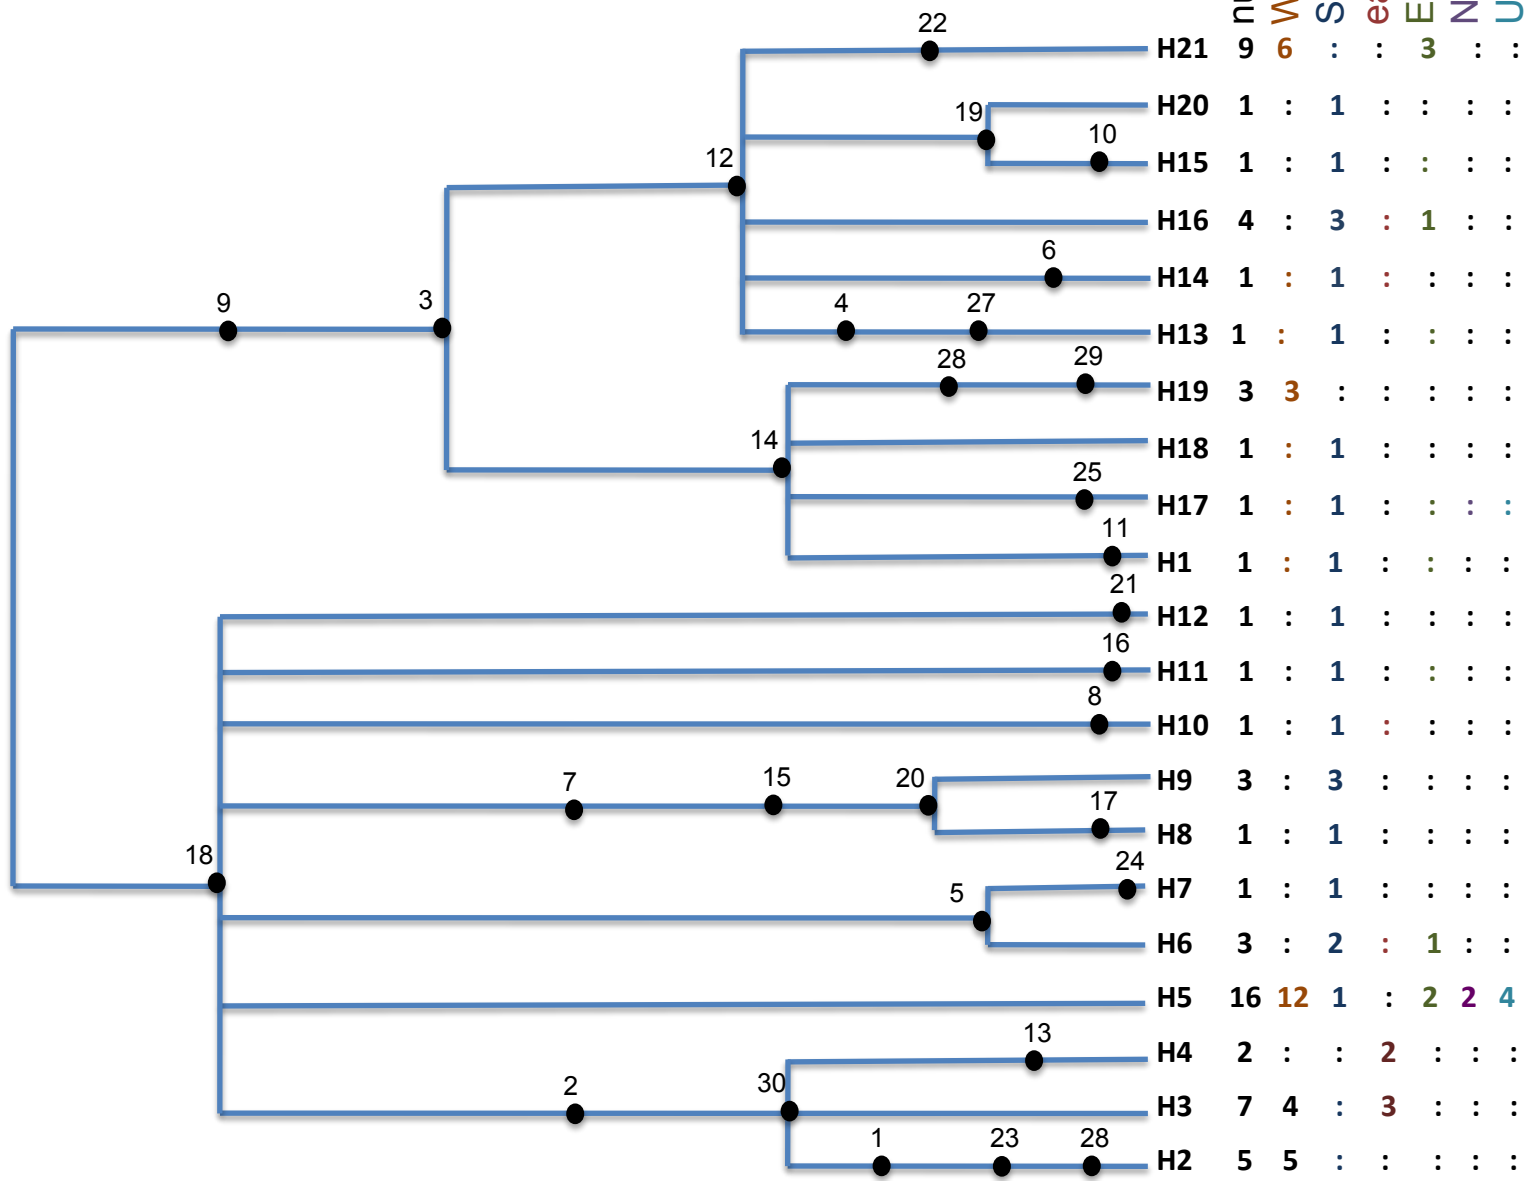 22
H21 9 6 : : 3 : :
H20 1 : 1 : : : :
19
10
H15 1 : 1 : : : :
12
H16 4 : 3 : 1 : :
6
H14 1 : 1 : : : :
9 3 4 27
H13 1 : 1 : : : :
28 29
H19 3 3 : : : : :
14
H18 1 : 1 : : : :
25
H17 1 : 1 : : : :
11
H1 1 : 1 : : : :
21
H12 1 : 1 : : : :
16
H11 1 : 1 : : : :
8
H10 1 : 1 : : : :
7 15 20
H9 3 : 3 : : : :
17
H8 1 : 1 : : : :
18
24
H7 1 : 1 : : : :
5
H6 3 : 2 : 1 : :
H5 16 12 1 : 2 2 4
13
H4 2 : : 2 : : :
2 30
H3 7 4 : 3 : : :
1 23 28
H2 5 5 : : : : :